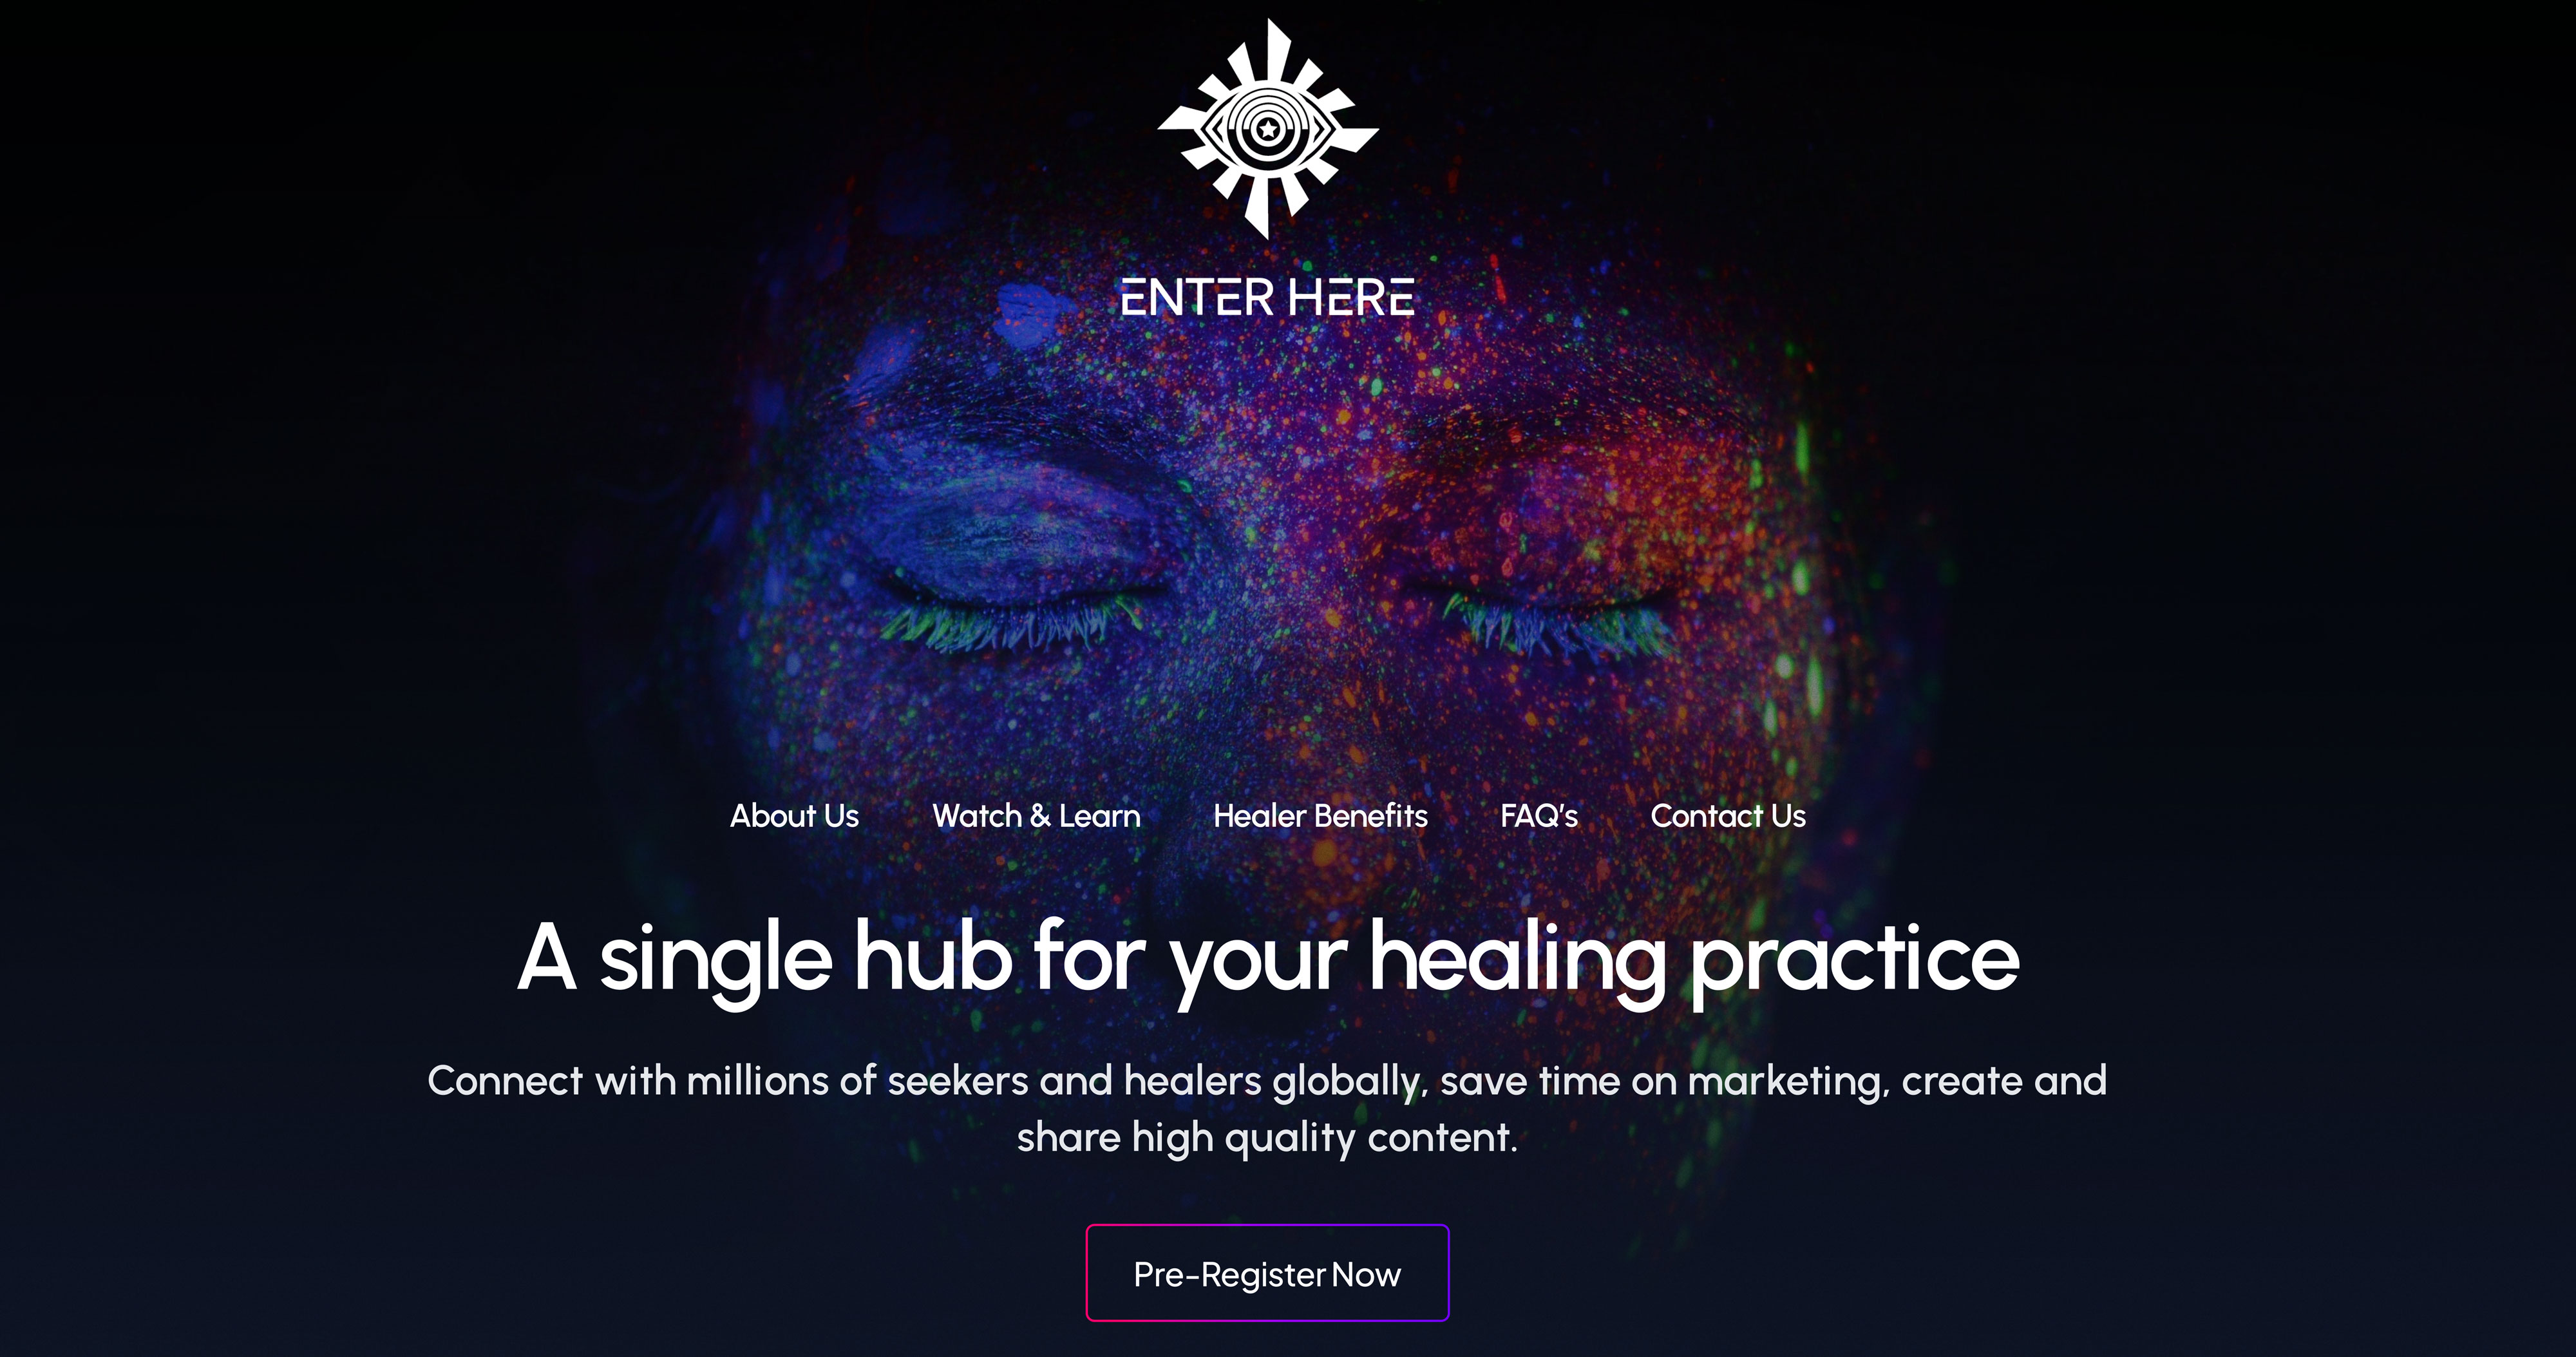 ENTER HERE
About Us Watch & Learn Healer Benefits FAQ's Contact Us
A single hub for your healing practice
Connect with millions of seekers and healers globally, save time on marketing, create and
share high quality content.
Pre-Register Now